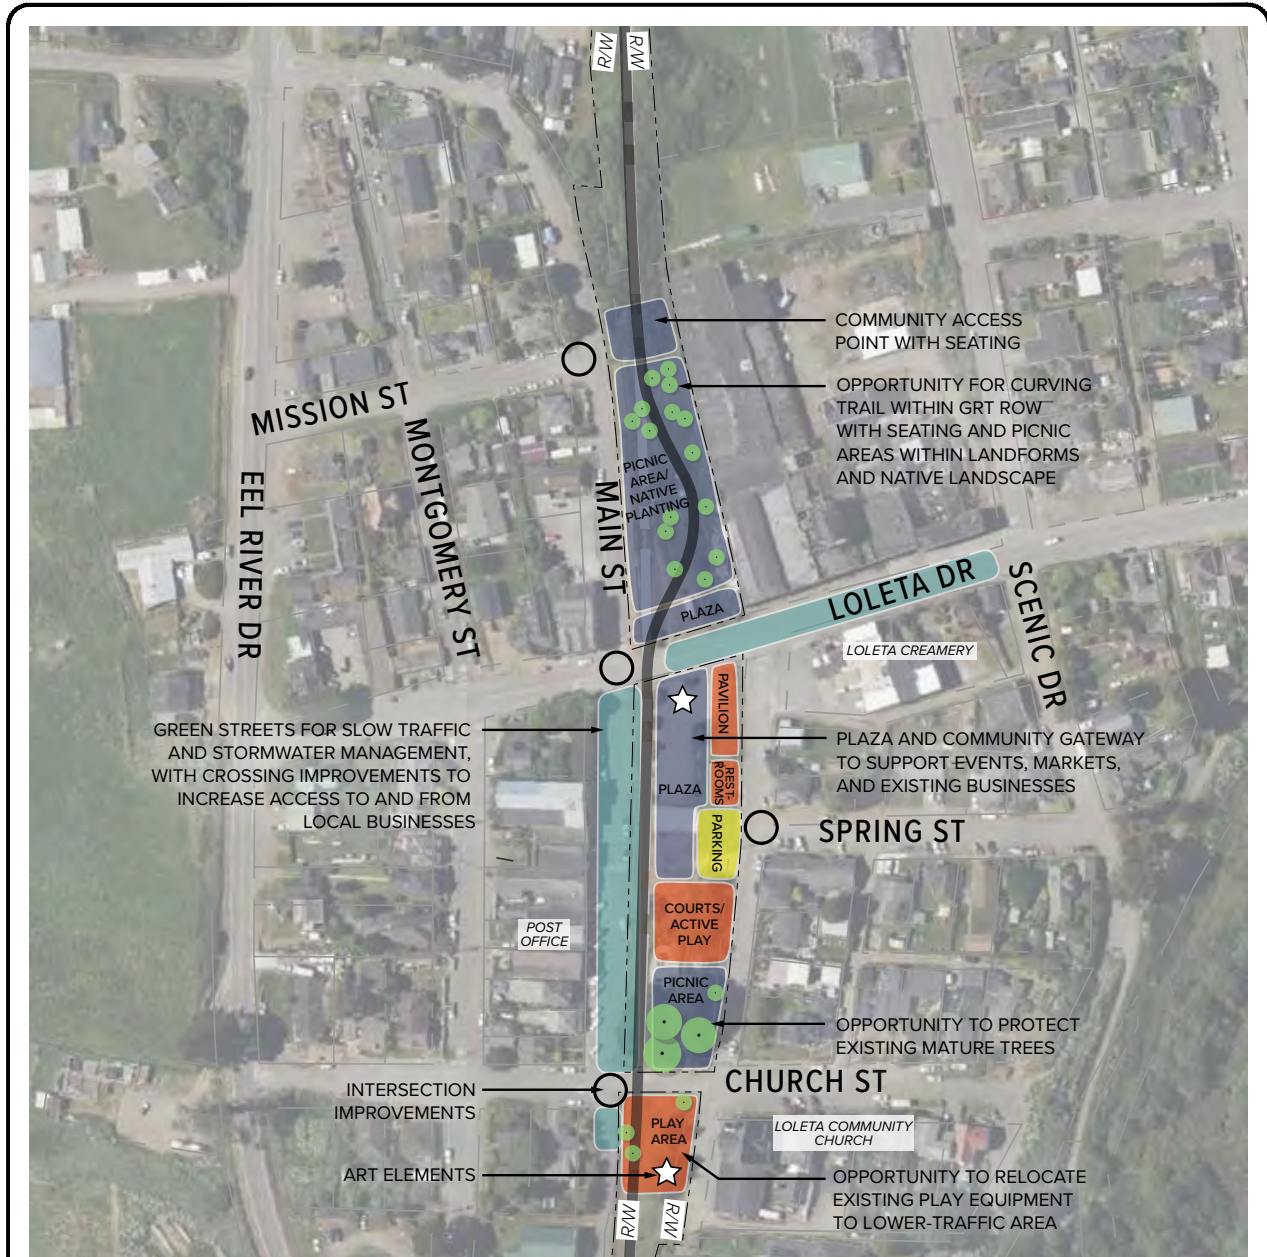 R/W
R/W
COMMUNITY ACCESS
POINT WITH SEATING
OPPORTUNITY FOR CURVING
TRAIL WITHIN GRT ROW
WITH SEATING AND PICNIC
AREAS WITHIN LANDFORMS
AND NATIVE LANDSCAPE
MISSION ST
MONTGOMERY ST
EEL RIVER DR
MAIN ST
PICNIC
AREA/
NATIVE
PLANTING
PLAZA
LOLETA DR
SCENIC DR
LOLETA CREAMERY
PAVILION
REST-
ROOMS
PLAZA
PARKING
GREEN STREETS FOR SLOW TRAFFIC
AND STORMWATER MANAGEMENT,
WITH CROSSING IMPROVEMENTS TO
INCREASE ACCESS TO AND FROM
LOCAL BUSINESSES
PLAZA AND COMMUNITY GATEWAY
TO SUPPORT EVENTS, MARKETS,
AND EXISTING BUSINESSES
SPRING ST
COURTS/
ACTIVE
PLAY
POST
OFFICE
PICNIC
AREA
OPPORTUNITY TO PROTECT
EXISTING MATURE TREES
CHURCH ST
INTERSECTION
IMPROVEMENTS
PLAY
AREA
LOLETA COMMUNITY
CHURCH
ART ELEMENTS
OPPORTUNITY TO RELOCATE
EXISTING PLAY EQUIPMENT
TO LOWER-TRAFFIC AREA
R/W
R/W